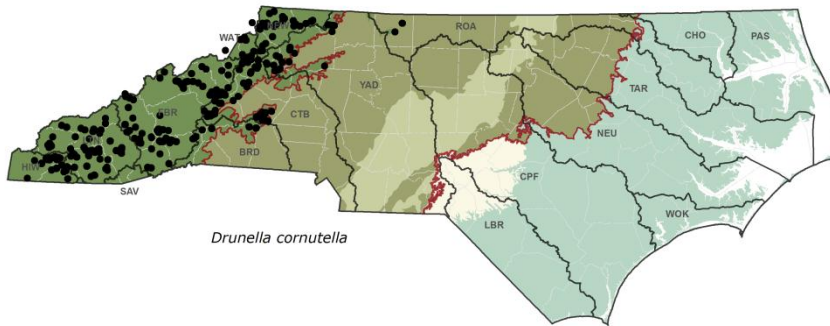 ROA
CHO
PAS
WAT
YAD
TAR
FBR
CTB
NEU
BRD
HIW
CPF
SAV
WOK
LBR
Drunella cornutella